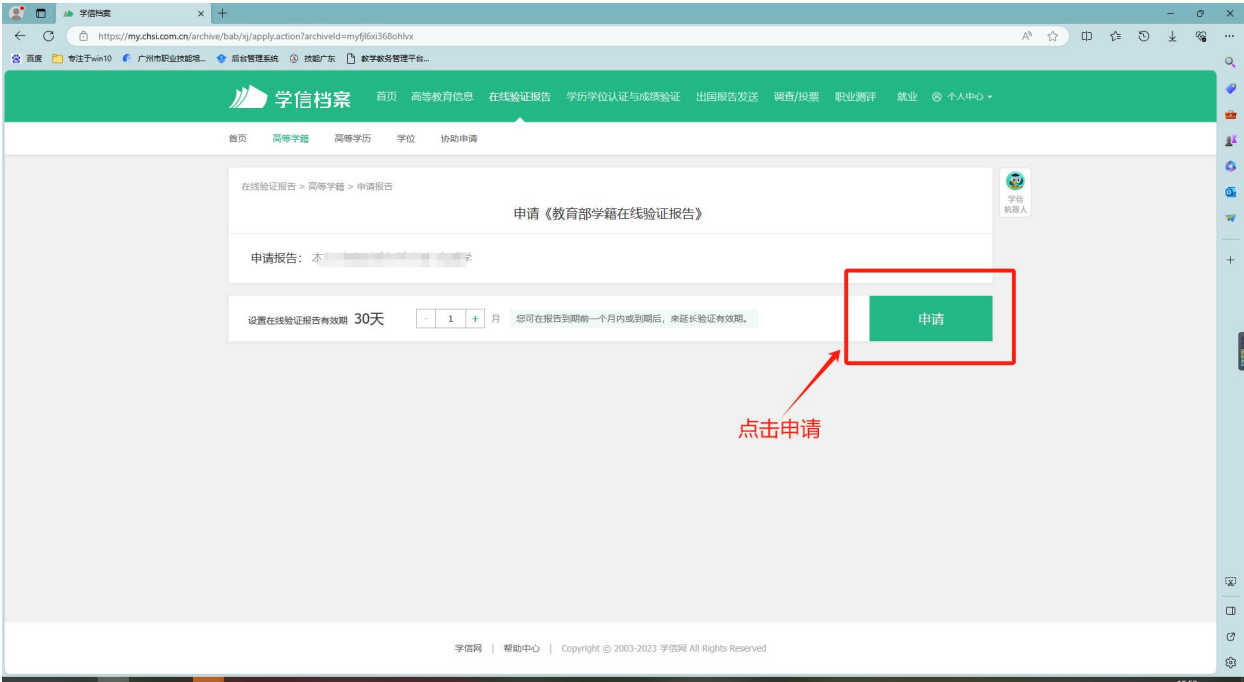 学信档案
https://my.chsi.com.cn/archive/bab/xj/apply.action?archiveId=myfjl6xi368ohlvx
百度 专注于win10 广州市职业技能培... 后台管理系统 技能广东 教学教务管理平台...
学信档案 首页 高等教育信息 在线验证报告 学历学位认证与成绩验证 出国报告发送 调查/投票 职业测评 就业 个人中心
首页 高等学籍 高等学历 学位 协助申请
在线验证报告 > 高等学籍 > 申请报告
学信
机器人
申请《教育部学籍在线验证报告》
申请报告： 本
设置在线验证报告有效期 30天 - 1 + 月 您可在报告到期前一个月内或到期后，来延长验证有效期。 申请
点击申请
学信网 | 帮助中心 | Copyright © 2003-2023 学信网 All Rights Reserved